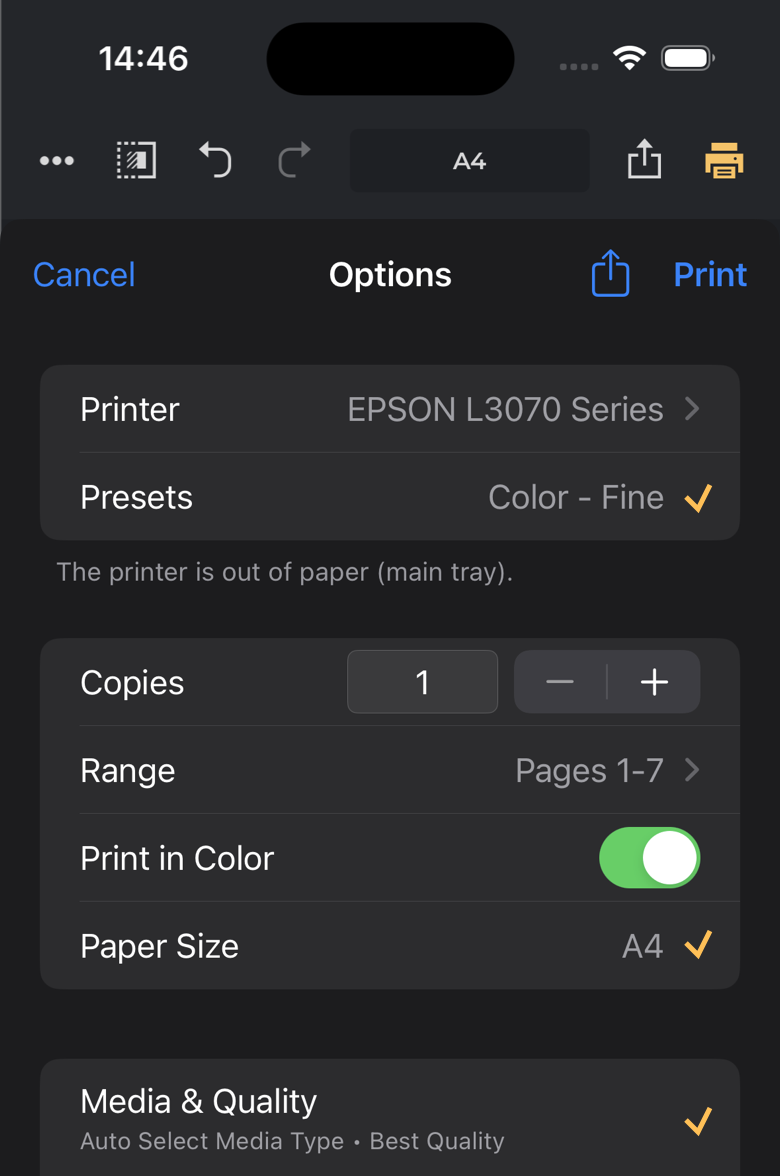 14:46
A4
Cancel
Options
Print
Printer
EPSON L3070 Series
Presets
Color - Fine
The printer is out of paper (main tray).
Copies
1
Range
Pages 1-7
Print in Color
Paper Size
A4
Media & Quality
Auto Select Media Type • Best Quality